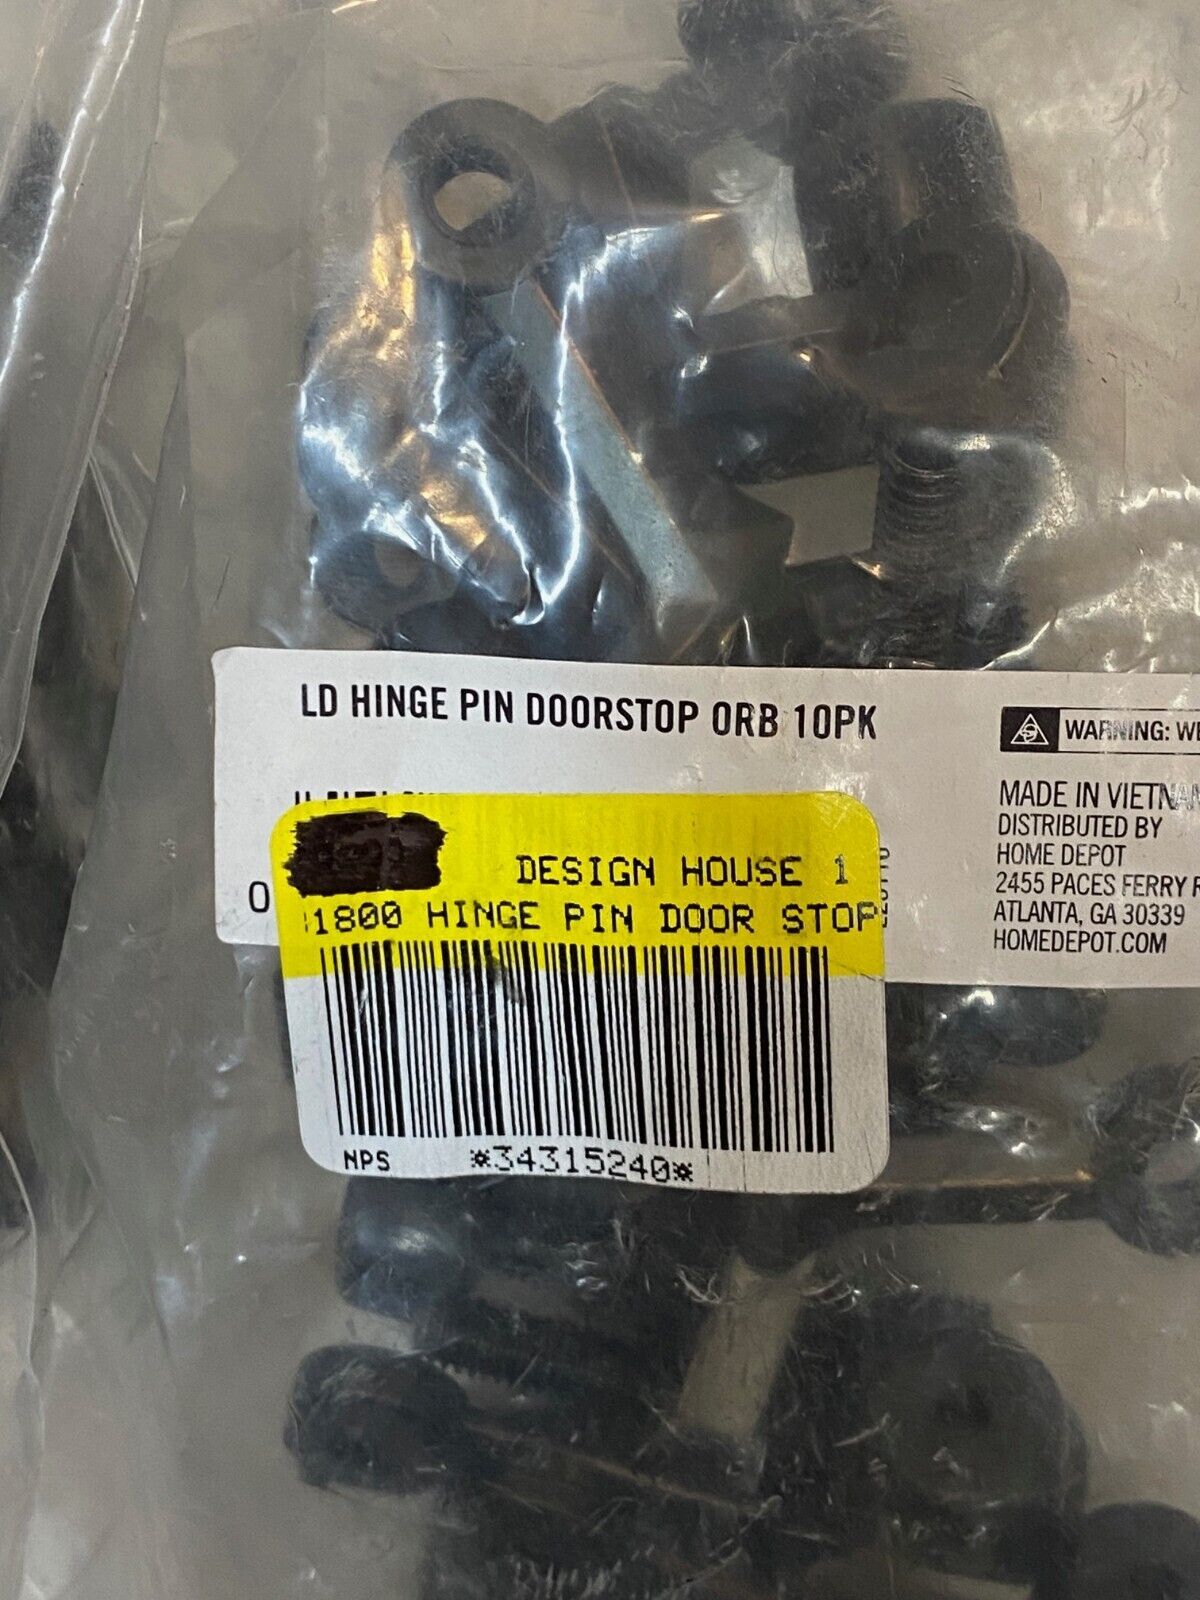 LD HINGE PIN DOORSTOP ORB 10PK
WARNING:
MADE IN VIETNAM
DISTRIBUTED BY
HOME DEPOT
2455 PACES FERRY R
ATLANTA, GA 30339
HOMEDEPOT.COM
O
DESIGN HOUSE 1
1800 HINGE PIN DOOR STOP
NPS *34315240*